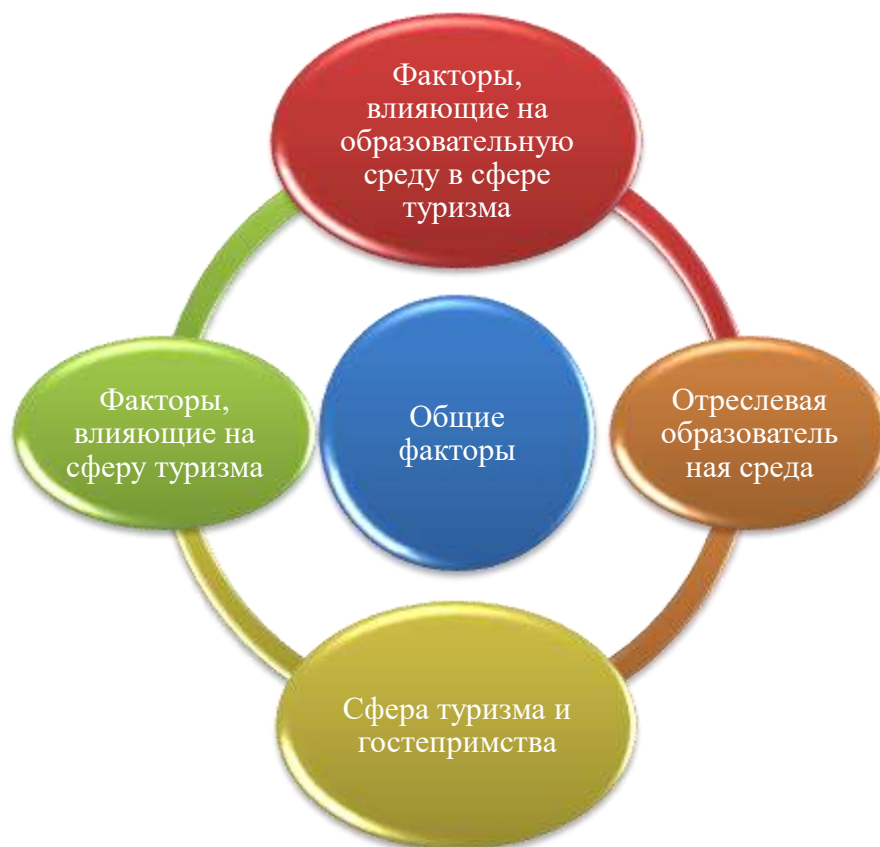 Факторы,
влияющие на
образовательную
среду в сфере
туризма
Факторы,
влияющие на
сферу туризма
Общие
факторы
Отреслевая
образователь
ная среда
Сфера туризма и
гостепримства